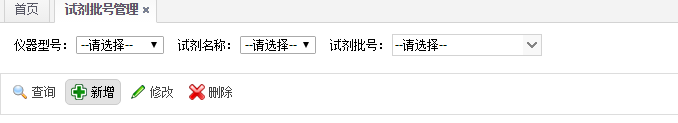 首页 试剂批号管理
仪器型号： --请选择-- 试剂名称： --请选择-- 试剂批号： --请选择--
查询 新增 修改 删除